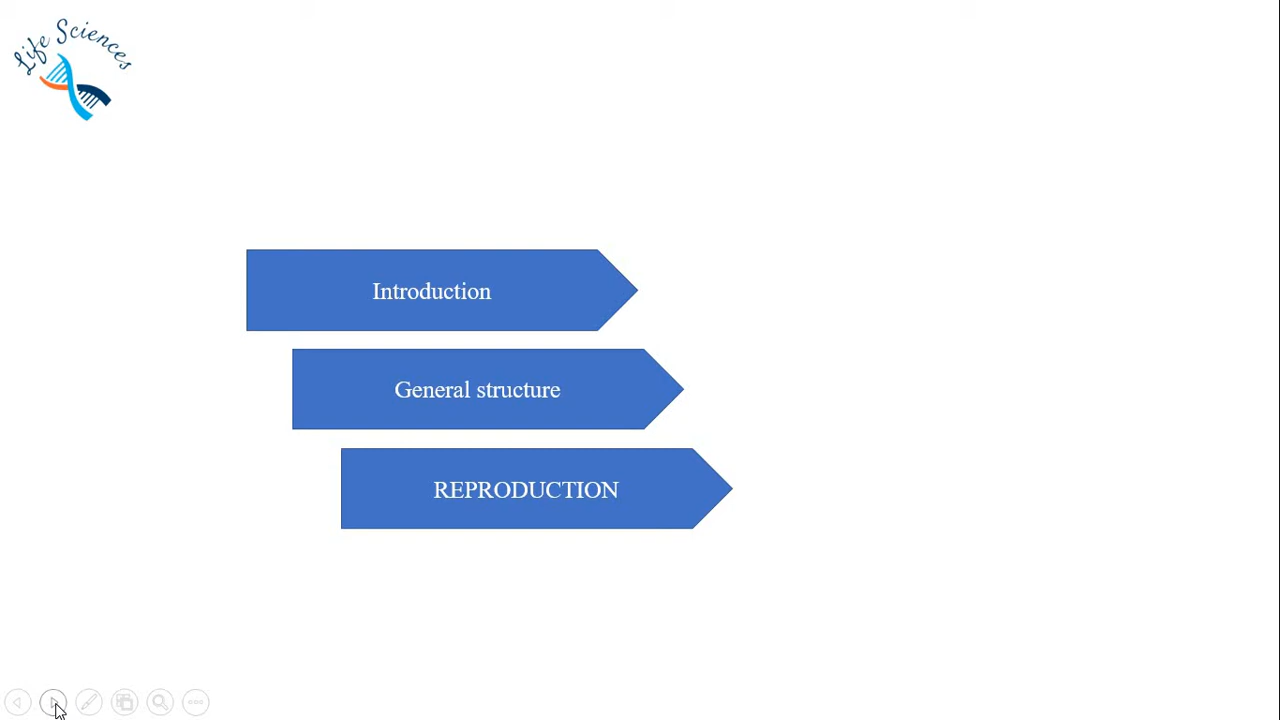 Life Sciences
Introduction
General structure
REPRODUCTION